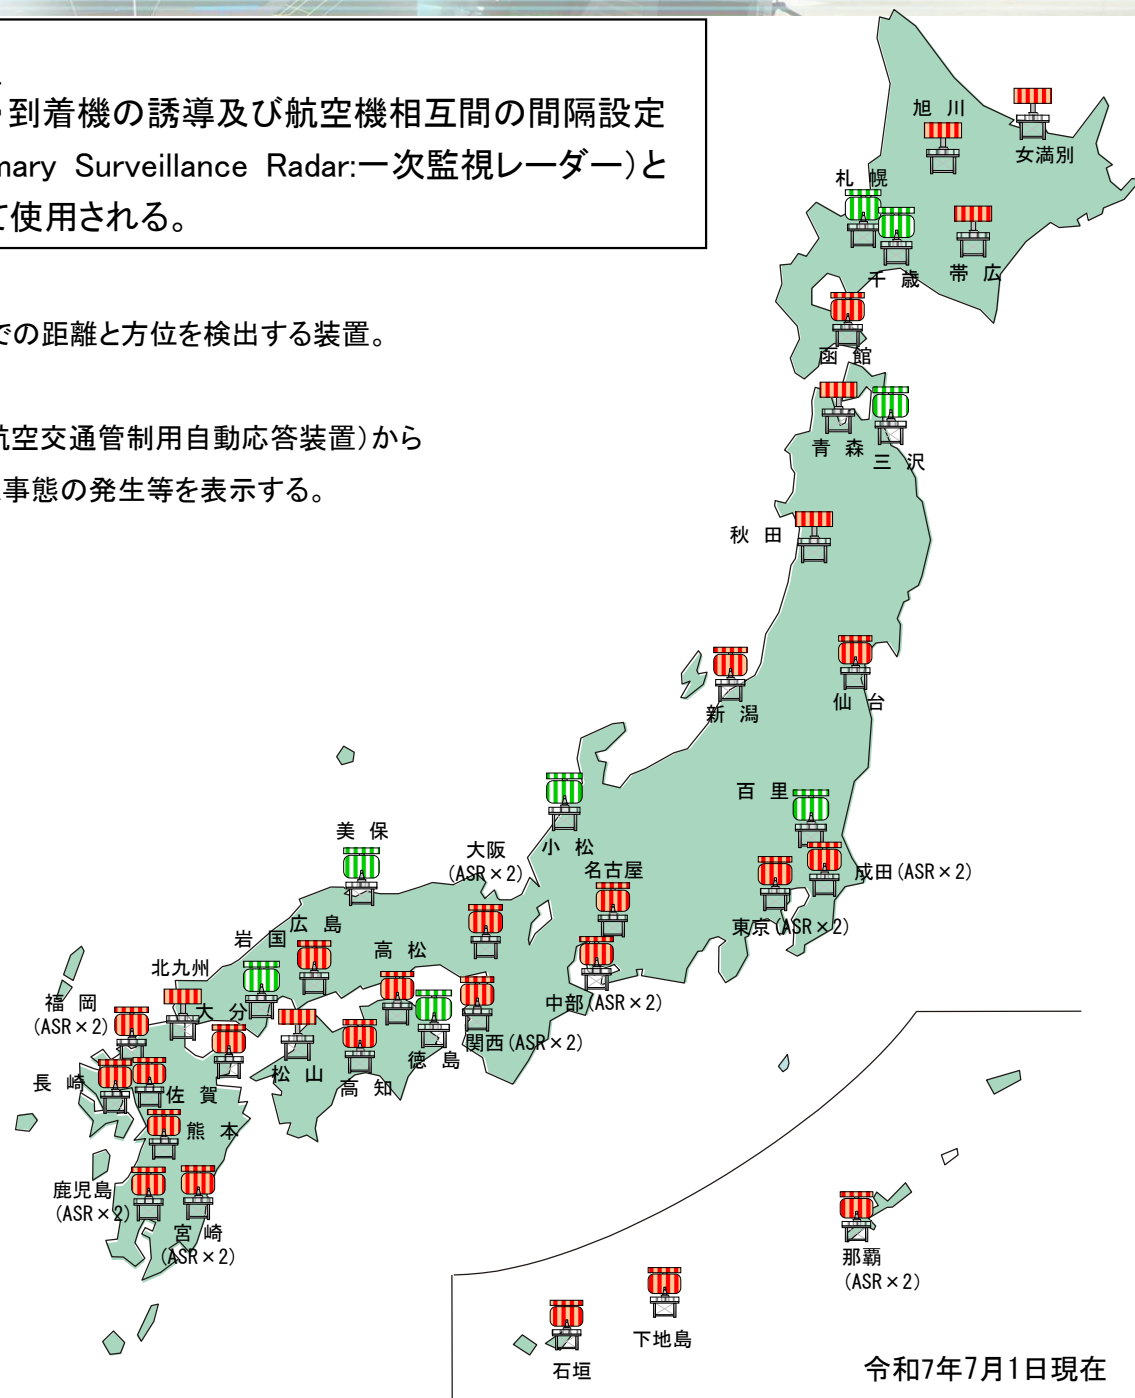 到着機の誘導及び航空機相互間の間隔設定
mary Surveillance Radar:一次監視レーダー)と
て使用される。
での距離と方位を検出する装置。
航空交通管制用自動応答装置)から
事態の発生等を表示する。
旭 川
女満別
札 幌
千 歳
帯 広
函 館
青 森
三 沢
秋 田
仙 台
新 潟
百 里
成田(ASR×2)
東京(ASR×2)
小 松
名古屋
中部(ASR×2)
大阪
(ASR×2)
美 保
広 島
岩 国
高 松
関西(ASR×2)
徳 島
高 知
松 山
北九州
大 分
福 岡
(ASR×2)
長 崎
佐 賀
熊 本
鹿児島
(ASR×2)
宮 崎
(ASR×2)
那覇
(ASR×2)
下地島
石垣
令和7年7月1日現在